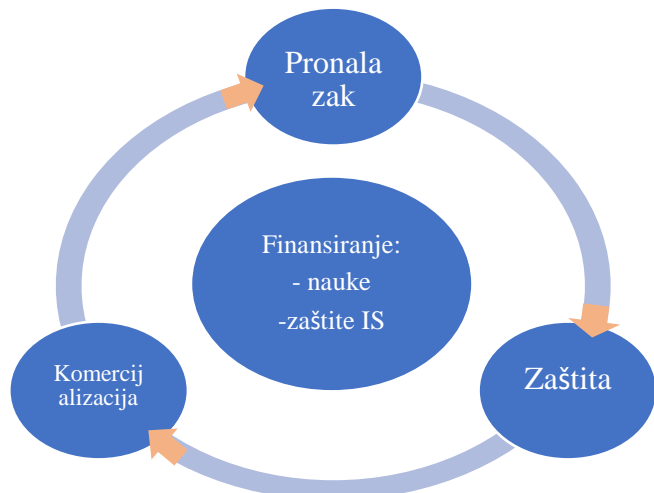 Pronala
zak
Finansiranje:
- nauke
-zaštite IS
Komercij
alizacija
Zaštita